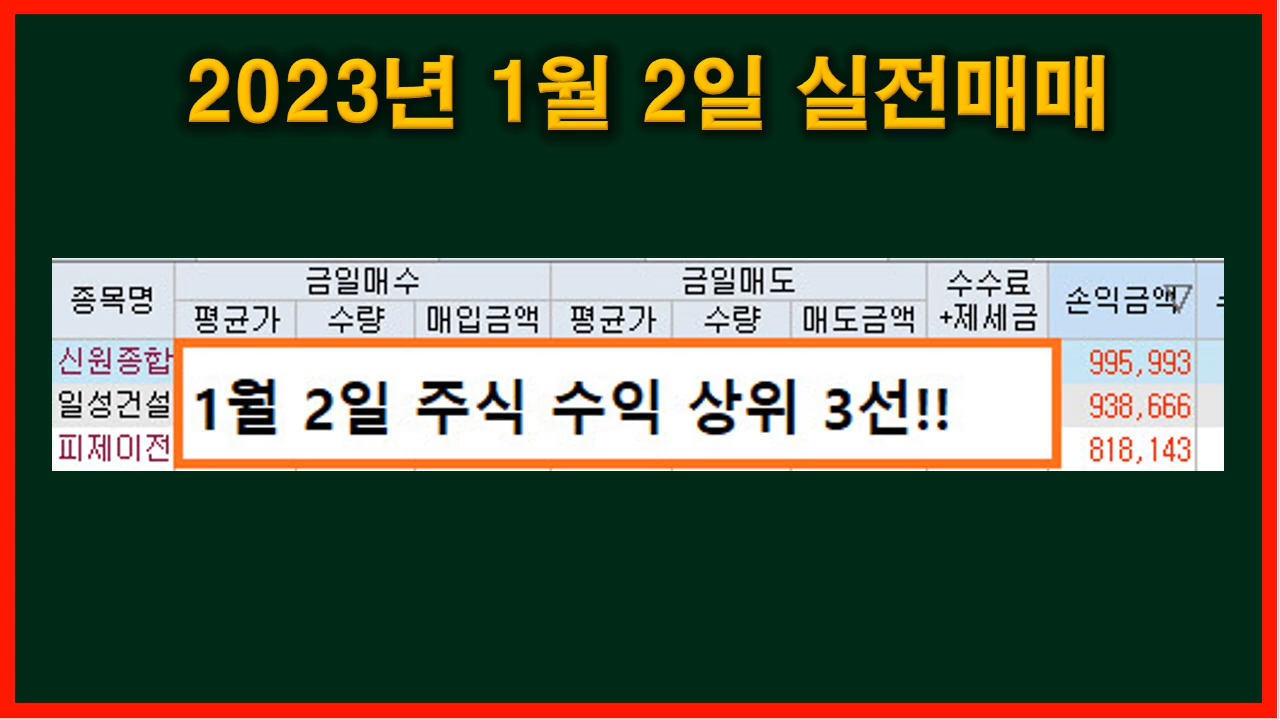 2023년 1월 2일 실전매매
종목명 금일매수 금일매도 수수료+제세금 손익금액
평균가 수량 매입금액 평균가 수량 매도금액
신원종합 995,993
일성건설 938,666
피제이전 818,143
1월 2일 주식 수익 상위 3선!!